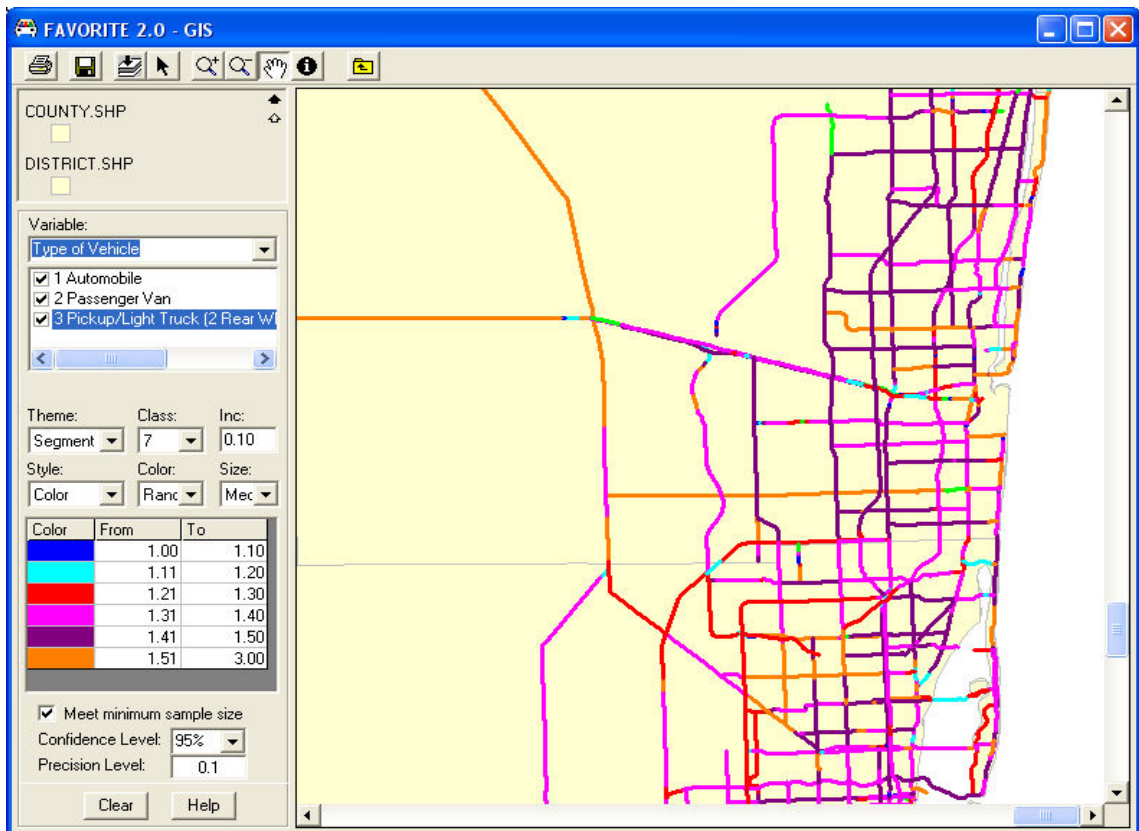 FAVORITE 2.0 - GIS
COUNTY.SHP
DISTRICT.SHP
Variable:
Type of Vehicle
1 Automobile
2 Passenger Van
3 Pickup/Light Truck (2 Rear Wl
Theme: Class: Inc:
Segment 7 0.10
Style: Color: Size:
Color Ranc Mec
Color From To
1.00 1.10
1.11 1.20
1.21 1.30
1.31 1.40
1.41 1.50
1.51 3.00
Meet minimum sample size
Confidence Level: 95%
Precision Level: 0.1
Clear Help